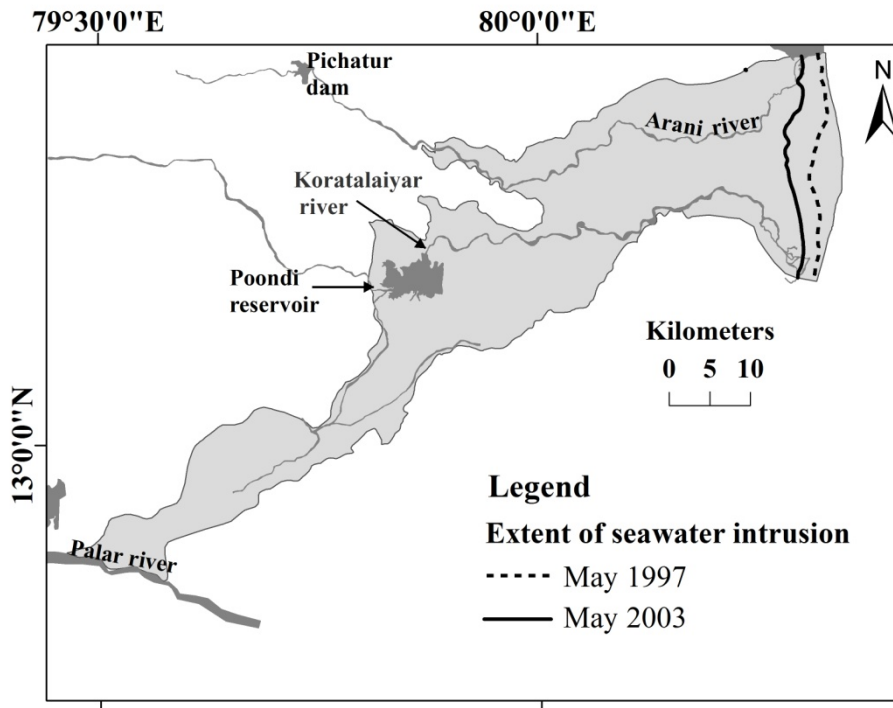 79°30'0"E
80°0'0"E
Pichatur
dam
N
Arani river
Koratalaiyar
river
Poondi
reservoir
Kilometers
0 5 10
13°0'0"N
Legend
Extent of seawater intrusion
May 1997
May 2003
Palar river